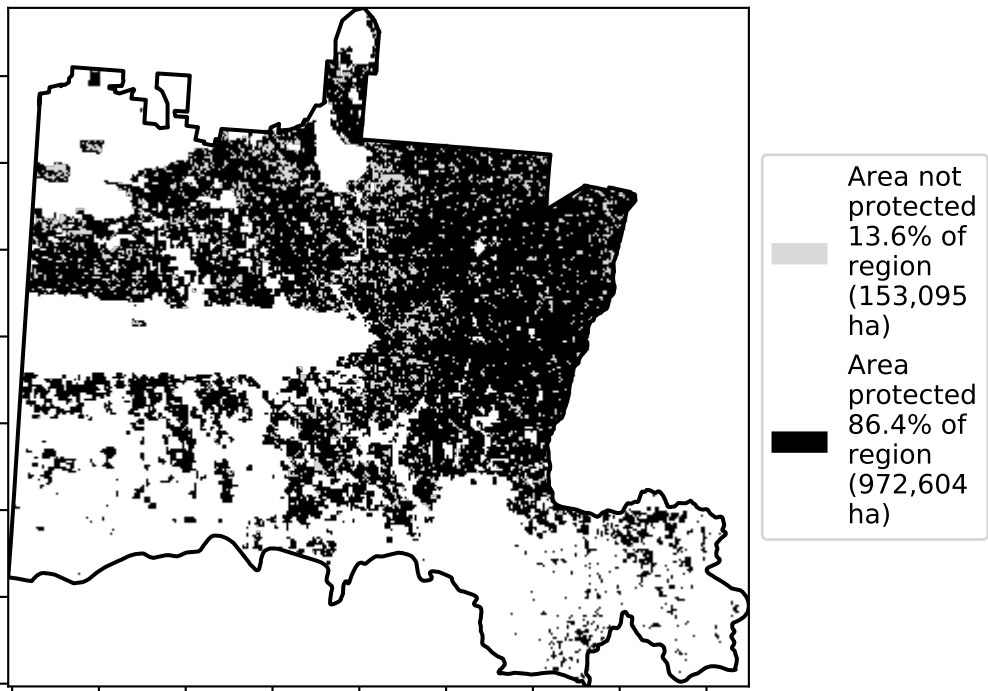 Area not
protected
13.6% of
region
(153,095
ha)
Area
protected
86.4% of
region
(972,604
ha)